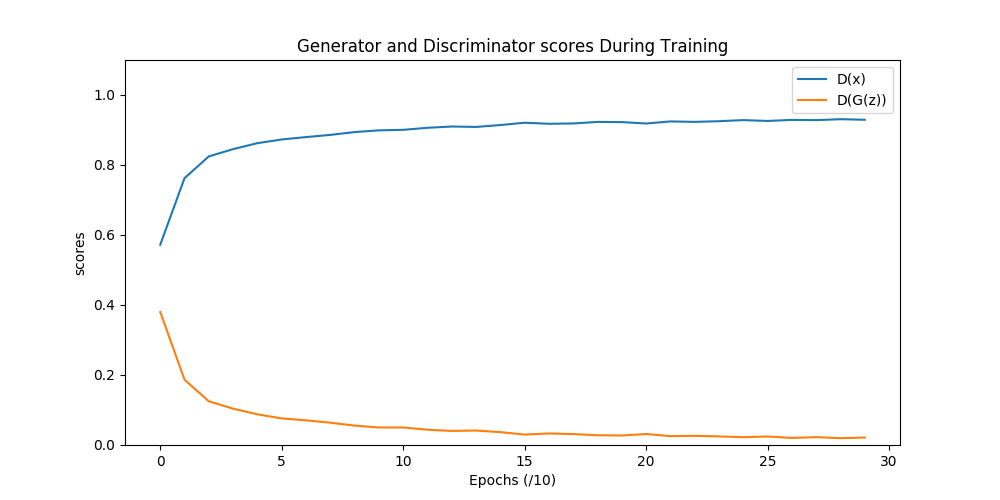 Generator and Discriminator scores During Training
D(x)
D(G(z))
1.0
0.8
0.6
0.4
0.2
0.0
scores
0 5 10 15 20 25 30
Epochs (/10)